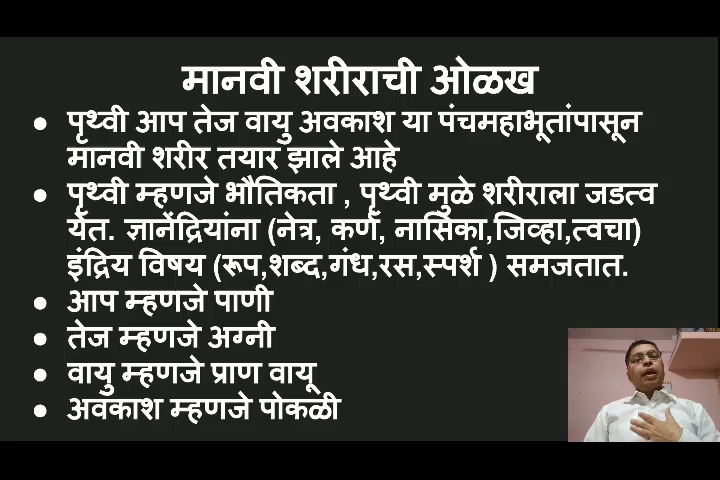 मानवी शरीराची ओळख
● पृथ्वी आप तेज वायु अवकाश या पंचमहाभूतांपासून
मानवी शरीर तयार झाले आहे
● पृथ्वी म्हणजे भौतिकता , पृथ्वी मुळे शरीराला जडत्व
येत. ज्ञानेंद्रियांना (नेत्र, कर्ण, नासिका,जिव्हा,त्वचा)
इंद्रिय विषय (रूप,शब्द,गंध,रस,स्पर्श ) समजतात.
● आप म्हणजे पाणी
● तेज म्हणजे अग्नी
● वायु म्हणजे प्राण वायू
● अवकाश म्हणजे पोकळी